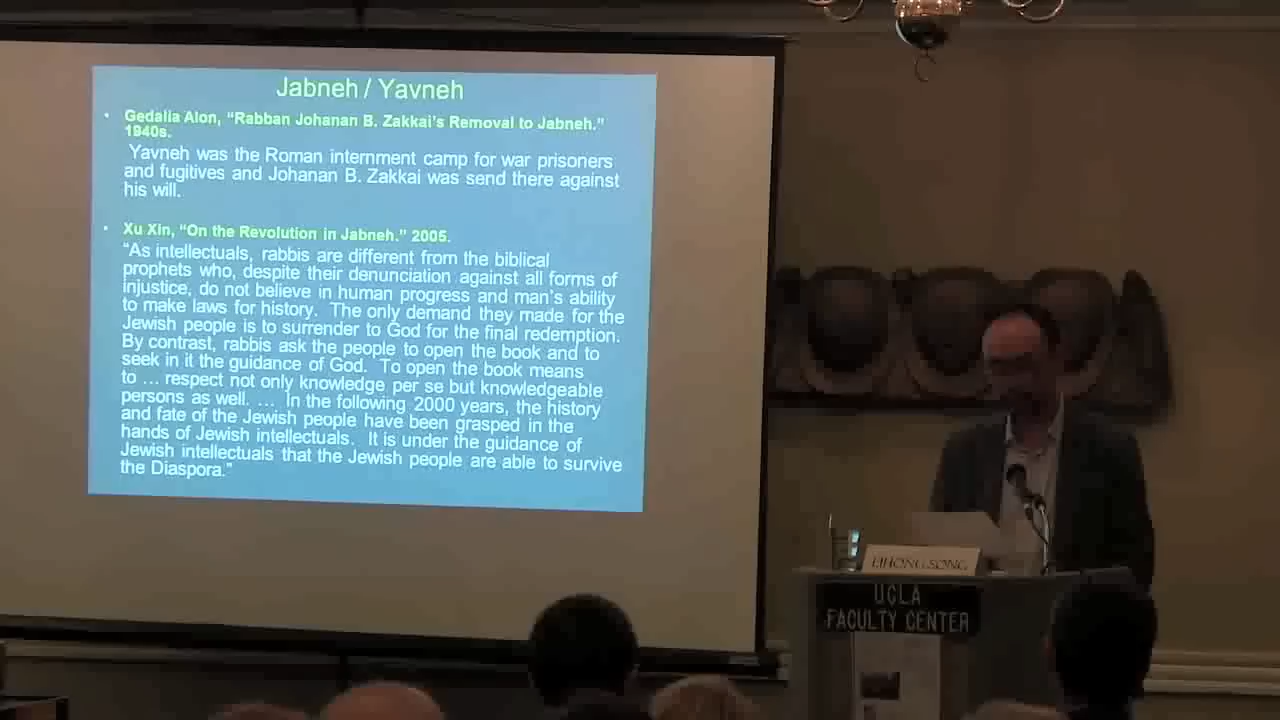 Jabneh / Yavneh
• Gedalia Alon, “Rabban Johanan B. Zakkai’s Removal to Jabneh.”
1940s.
Yavneh was the Roman internment camp for war prisoners
and fugitives and Johanan B. Zakkai was send there against
his will.
• Xu Xin, “On the Revolution in Jabneh.” 2005.
“As intellectuals, rabbis are different from the biblical
prophets who, despite their denunciation against all forms of
injustice, do not believe in human progress and man’s ability
to make laws for history. The only demand they made for the
Jewish people is to surrender to God for the final redemption.
By contrast, rabbis ask the people to open the book and to
seek in it the guidance of God. To open the book means
to … respect not only knowledge per se but knowledgeable
persons as well. … In the following 2000 years, the history
and fate of the Jewish people have been grasped in the
hands of Jewish intellectuals. It is under the guidance of
Jewish intellectuals that the Jewish people are able to survive
the Diaspora.”
LIHONG SONG
UCLA
FACULTY CENTER